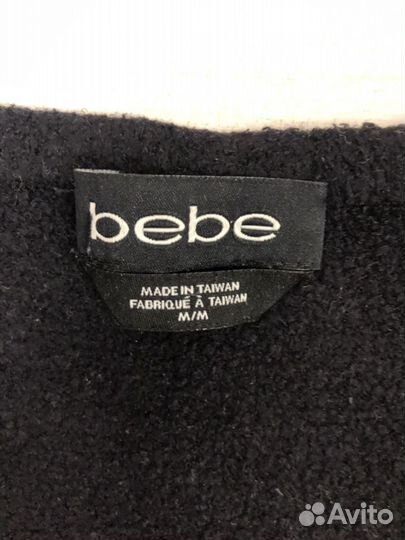 bebe
MADE IN TAIWAN
FABRIQUÉ À TAIWAN
M/M
Avito